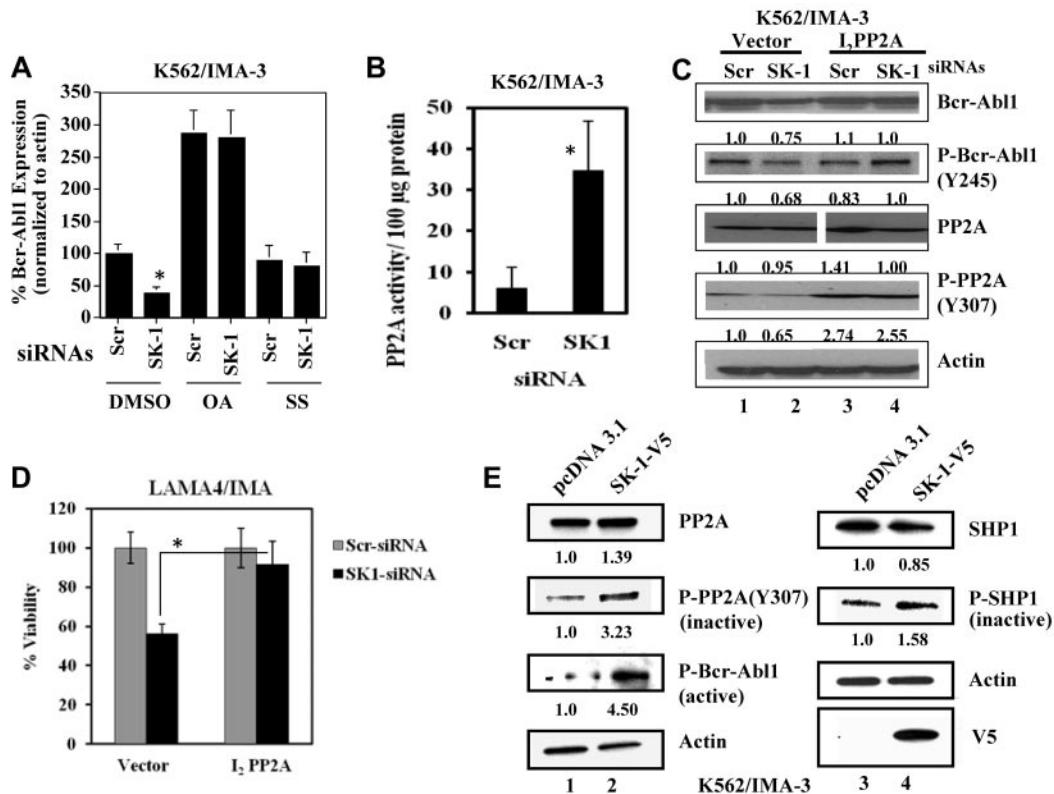 A
K562/IMA-3
% Bcr-Abl1 Expression
(normalized to actin)
350
300
250
200
150
100
50
0
*
siRNAs
Scr
SK-1
Scr
SK-1
Scr
SK-1
DMSO
OA
SS
B
K562/IMA-3
PP2A activity/ 100 µg protein
50
40
30
20
10
0
*
Scr
SK1
siRNA
K562/IMA-3
Vector
I₂PP2A
C
Scr
SK-1
Scr
SK-1
siRNAs
Bcr-Abl1
1.0
0.75
1.1
1.0
P-Bcr-Abl1
(Y245)
1.0
0.68
0.83
1.0
PP2A
1.0
0.95
1.41
1.00
P-PP2A
(Y307)
1.0
0.65
2.74
2.55
Actin
1
2
3
4
D
LAMA4/IMA
% Viability
120
100
80
60
40
20
0
*
Vector
I₂ PP2A
Scr-siRNA
SK1-siRNA
E
pcDNA 3.1
SK-1-V5
PP2A
1.0
1.39
P-PP2A(Y307)
(inactive)
1.0
3.23
P-Bcr-Abl1
(active)
1.0
4.50
Actin
1
2
pcDNA 3.1
SK-1-V5
SHP1
1.0
0.85
P-SHP1
(inactive)
1.0
1.58
Actin
V5
K562/IMA-3
3
4